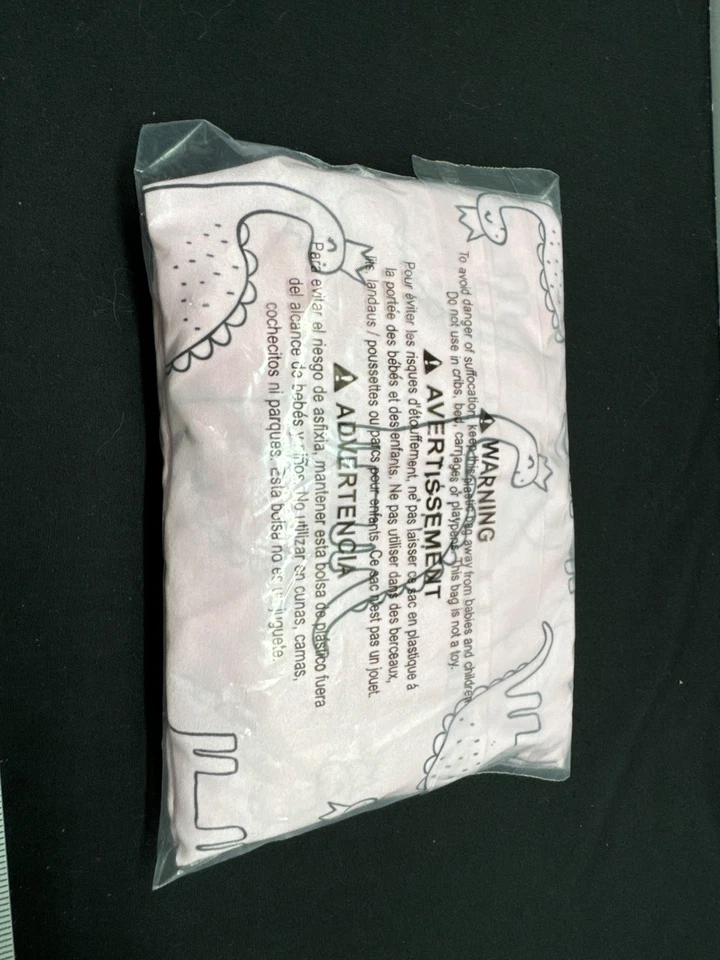 WARNING
To avoid danger of suffocation, keep this plastic bag away from babies and children.
Do not use in cribs, bed, carriages or playpens. This bag is not a toy.
AVERTISSEMENT
Pour éviter les risques d'étouffement, ne pas laisser ce sac en plastique à
la portée des bébés et des enfants. Ne pas utiliser dans des berceaux,
lits, landaus / poussettes ou parcs pour enfants. Ce sac n'est pas un jouet.
ADVERTENCIA
Para evitar el riesgo de asfixia, mantener esta bolsa de plástico fuera
del alcance de bebés y niños. No utilizar en cunas, camas,
cochecitos ni parques. Esta bolsa no es un juguete.